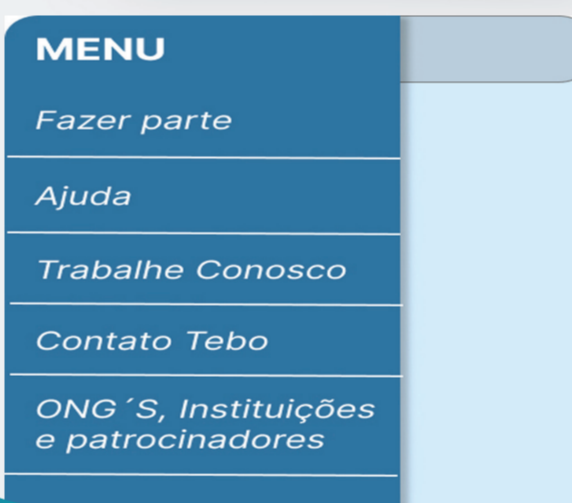 MENU
Fazer parte
Ajuda
Trabalhe Conosco
Contato Tebo
ONG´S, Instituições
e patrocinadores